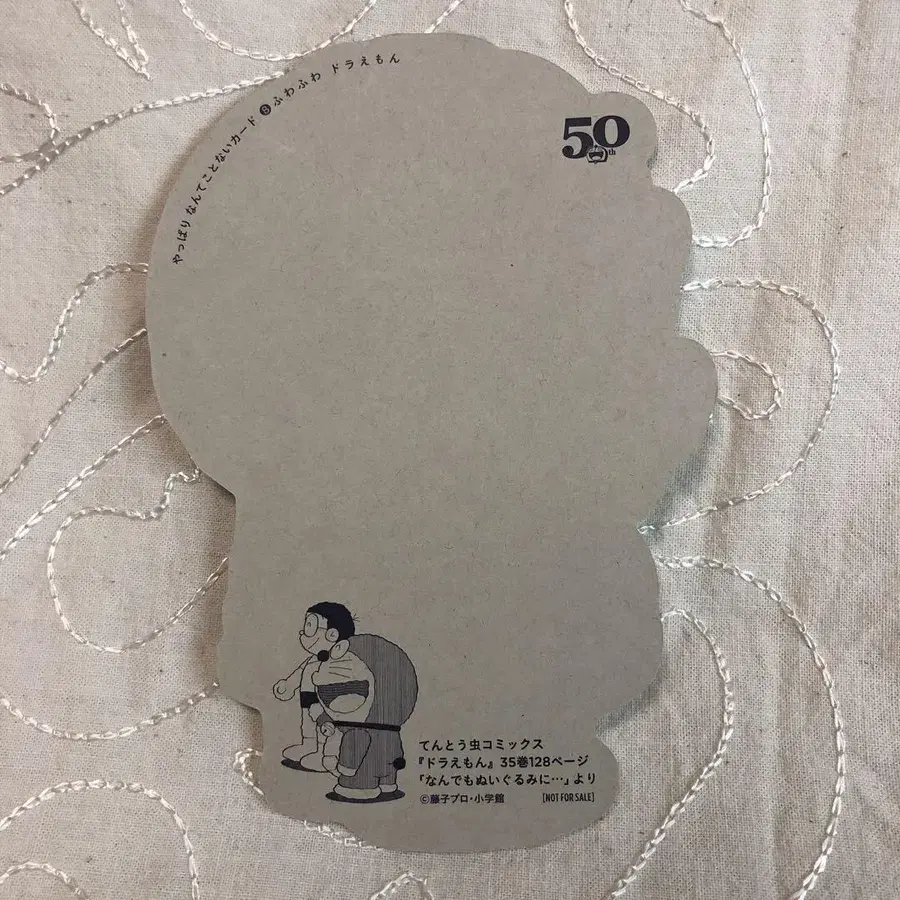 やっぱり なんてことないカード ❽ ふわふわ ドラえもん
50th
てんとう虫コミックス
『ドラえもん』35巻128ページ
「なんでもぬいぐるみに…」より
©藤子プロ・小学館 [NOT FOR SALE]